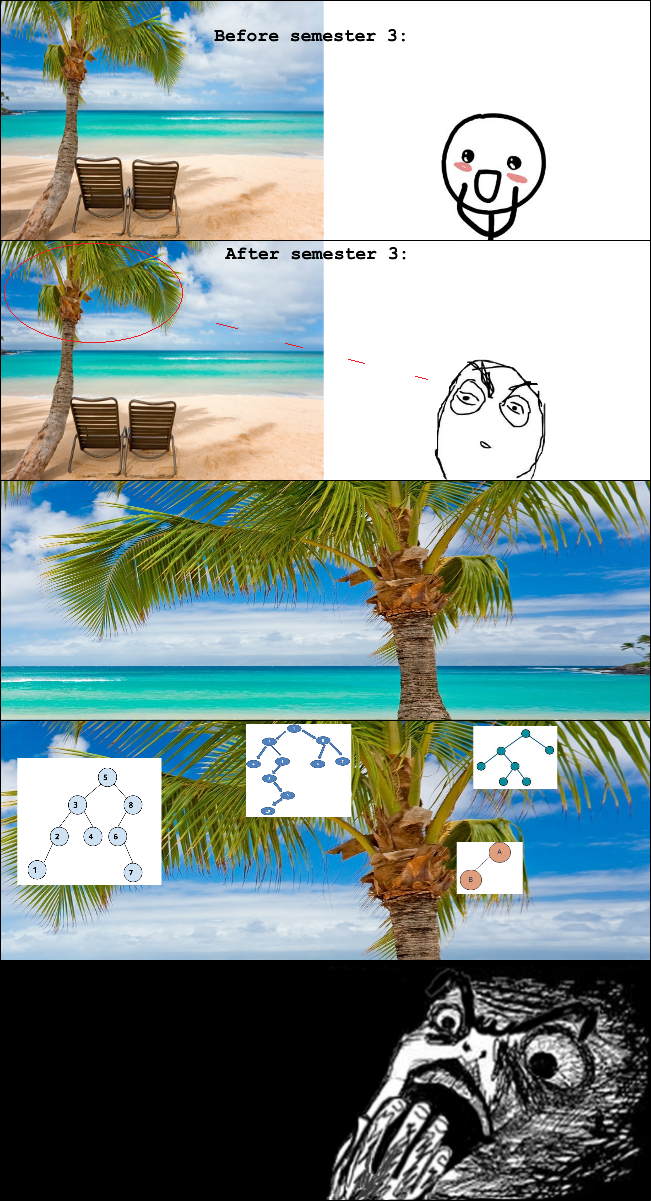 Before semester 3:
After semester 3:
5
3 8
2 4 6
1 7
A
B